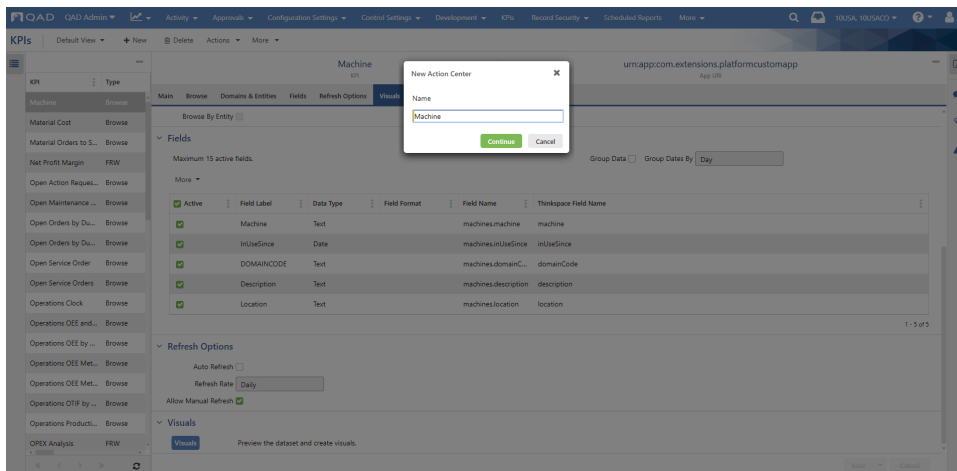 QAD QAD Admin Activity Approvals Configuration Settings Control Settings Development KPIs Record Security Scheduled Reports More 10USA, 10USACO
KPIs Default View + New Delete Actions More
Machine
KPI
urn:app:com.extensions.platformcustomapp
App URI
New Action Center
Name
Machine
Continue Cancel
KPI Type
Machine Browse
Material Cost Browse
Material Orders to S... Browse
Net Profit Margin FRW
Open Action Reques... Browse
Open Maintenance ... Browse
Open Orders by Du... Browse
Open Orders by Du... Browse
Open Service Order Browse
Open Service Orders Browse
Operations Clock Browse
Operations OEE and... Browse
Operations OEE by ... Browse
Operations OEE Met... Browse
Operations OEE Met... Browse
Operations OTIF by ... Browse
Operations Producti... Browse
OPEX Analysis FRW
Main Browse Domains & Entities Fields Refresh Options Visuals
Browse By Entity
Fields
Maximum 15 active fields. Group Data Group Dates By Day
More
Active Field Label Data Type Field Format Field Name Thinkspace Field Name
Machine Text machines.machine machine
InUseSince Date machines.inUseSince inUseSince
DOMAINCODE Text machines.domainC... domainCode
Description Text machines.description description
Location Text machines.location location
1 - 5 of 5
Refresh Options
Auto Refresh
Refresh Rate Daily
Allow Manual Refresh
Visuals
Visuals Preview the dataset and create visuals.
Save Cancel